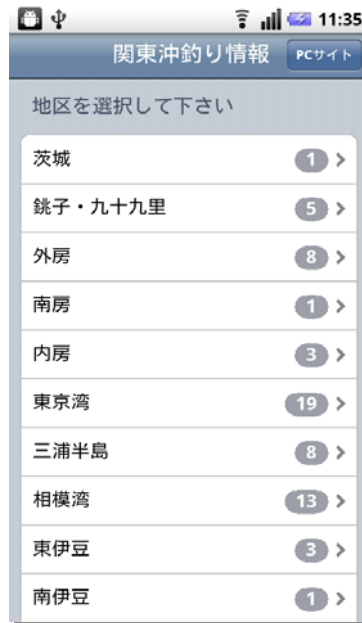 11:35
関東沖釣り情報 PCサイト
地区を選択して下さい
茨城 1
銚子・九十九里 5
外房 8
南房 1
内房 3
東京湾 19
三浦半島 8
相模湾 13
東伊豆 3
南伊豆 1